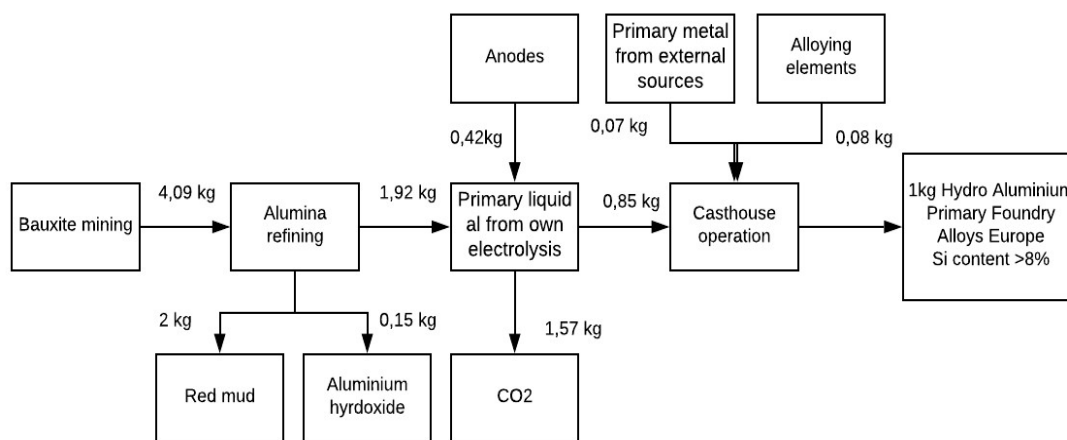 Anodes
Primary metal
from external
sources
Alloying
elements
0,42kg
0,07 kg
0,08 kg
Bauxite mining
4,09 kg
Alumina
refining
1,92 kg
Primary liquid
al from own
electrolysis
0,85 kg
Casthouse
operation
1kg Hydro Aluminium
Primary Foundry
Alloys Europe
Si content >8%
2 kg
0,15 kg
1,57 kg
Red mud
Aluminium
hyrdoxide
CO2